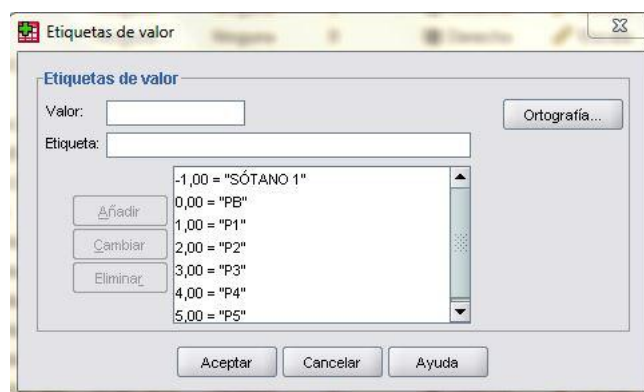 Etiquetas de valor
Etiquetas de valor
Valor:
Ortografía...
Etiqueta:
-1,00 = "SÓTANO 1"
0,00 = "PB"
1,00 = "P1"
2,00 = "P2"
3,00 = "P3"
4,00 = "P4"
5,00 = "P5"
Añadir
Cambiar
Eliminar
Aceptar
Cancelar
Ayuda